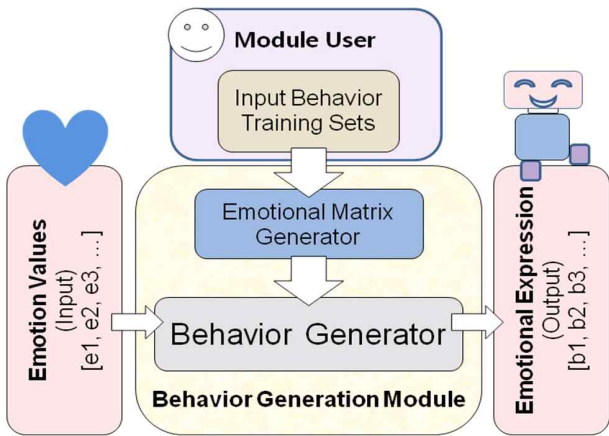 Module User
Input Behavior
Training Sets
Emotional Matrix
Generator
Behavior Generator
Behavior Generation Module
Emotion Values
(Input)
[e1, e2, e3, ...]
Emotional Expression
(Output)
[b1, b2, b3, ...]